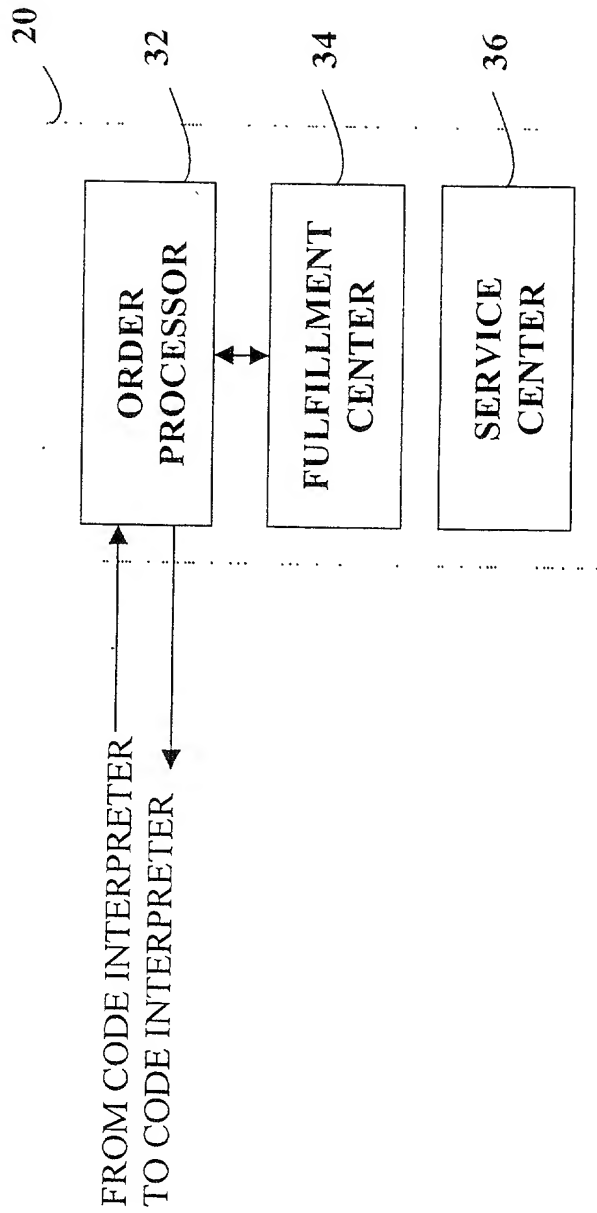 20
FROM CODE INTERPRETER
TO CODE INTERPRETER
ORDER
PROCESSOR
32
FULFILLMENT
CENTER
34
SERVICE
CENTER
36